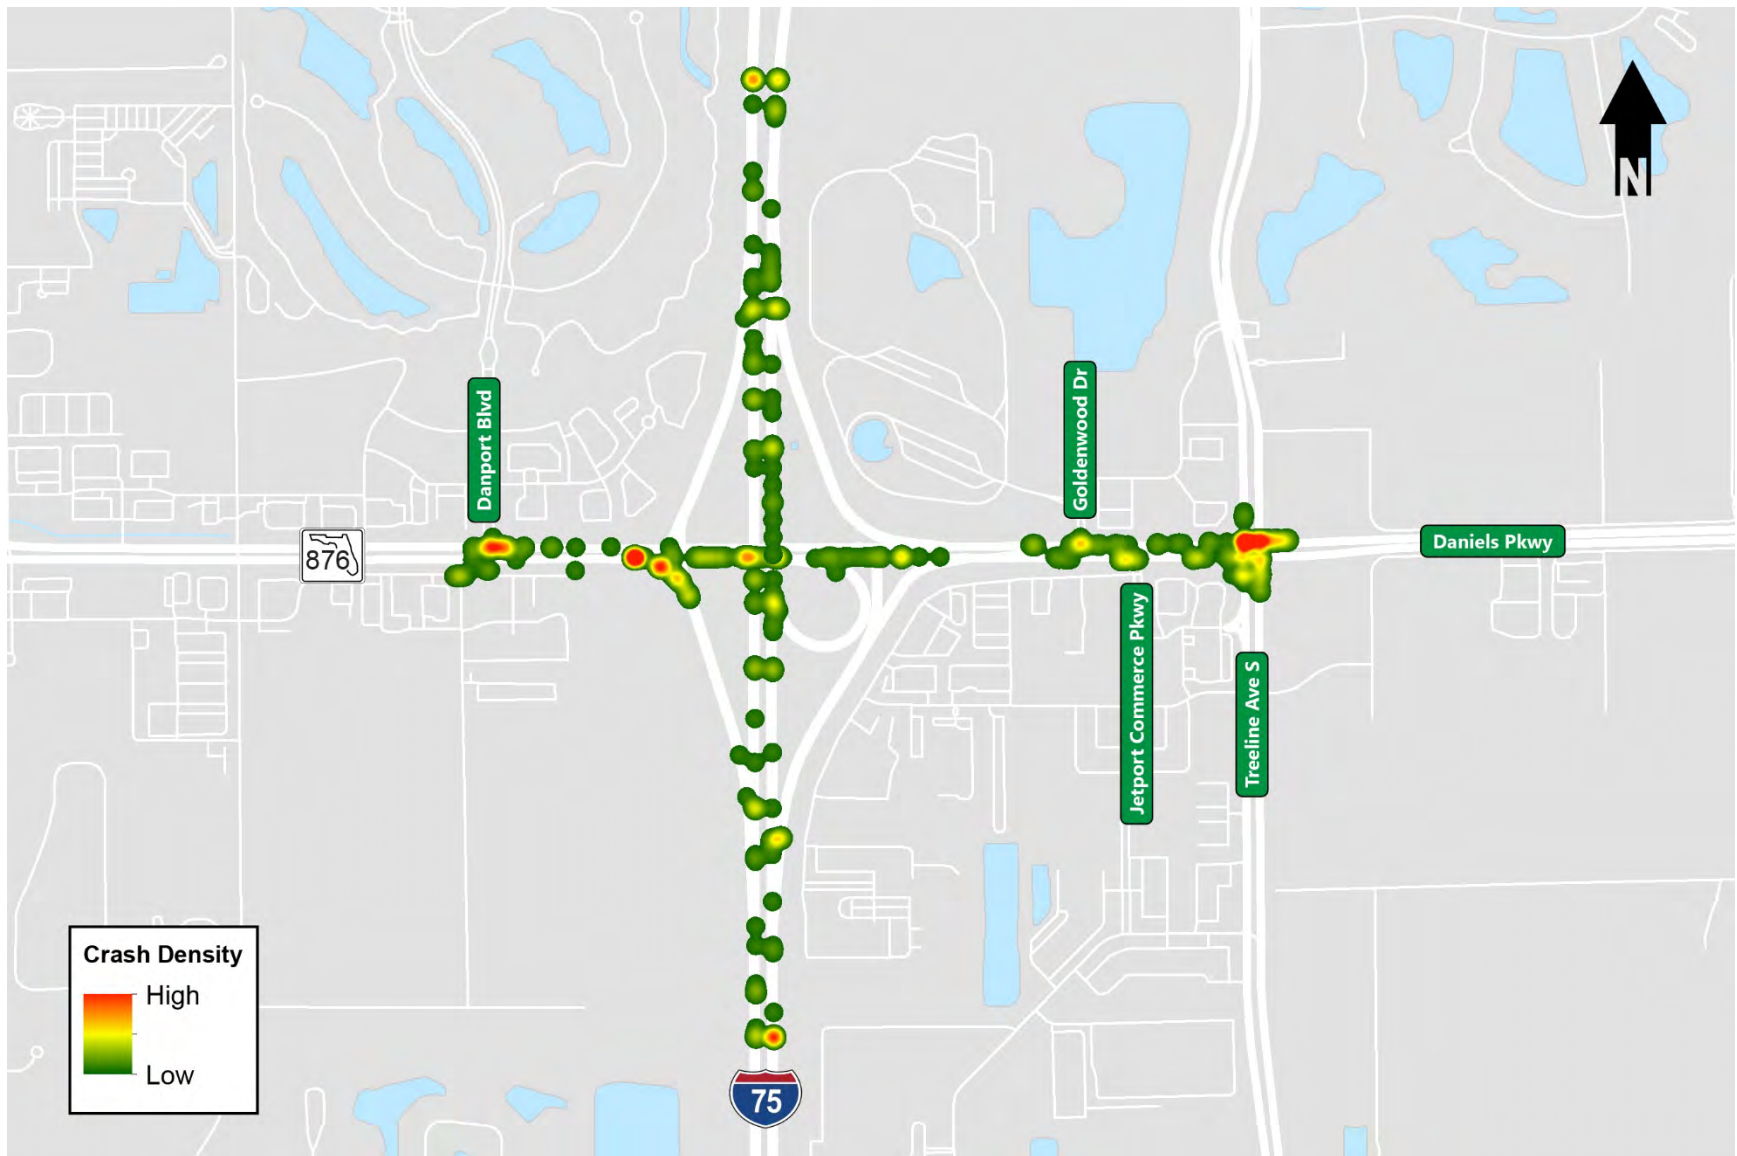 N
Danport Blvd
Goldenwood Dr
876
Daniels Pkwy
Jetport Commerce Pkwy
Treeline Ave S
Crash Density
High
Low
75